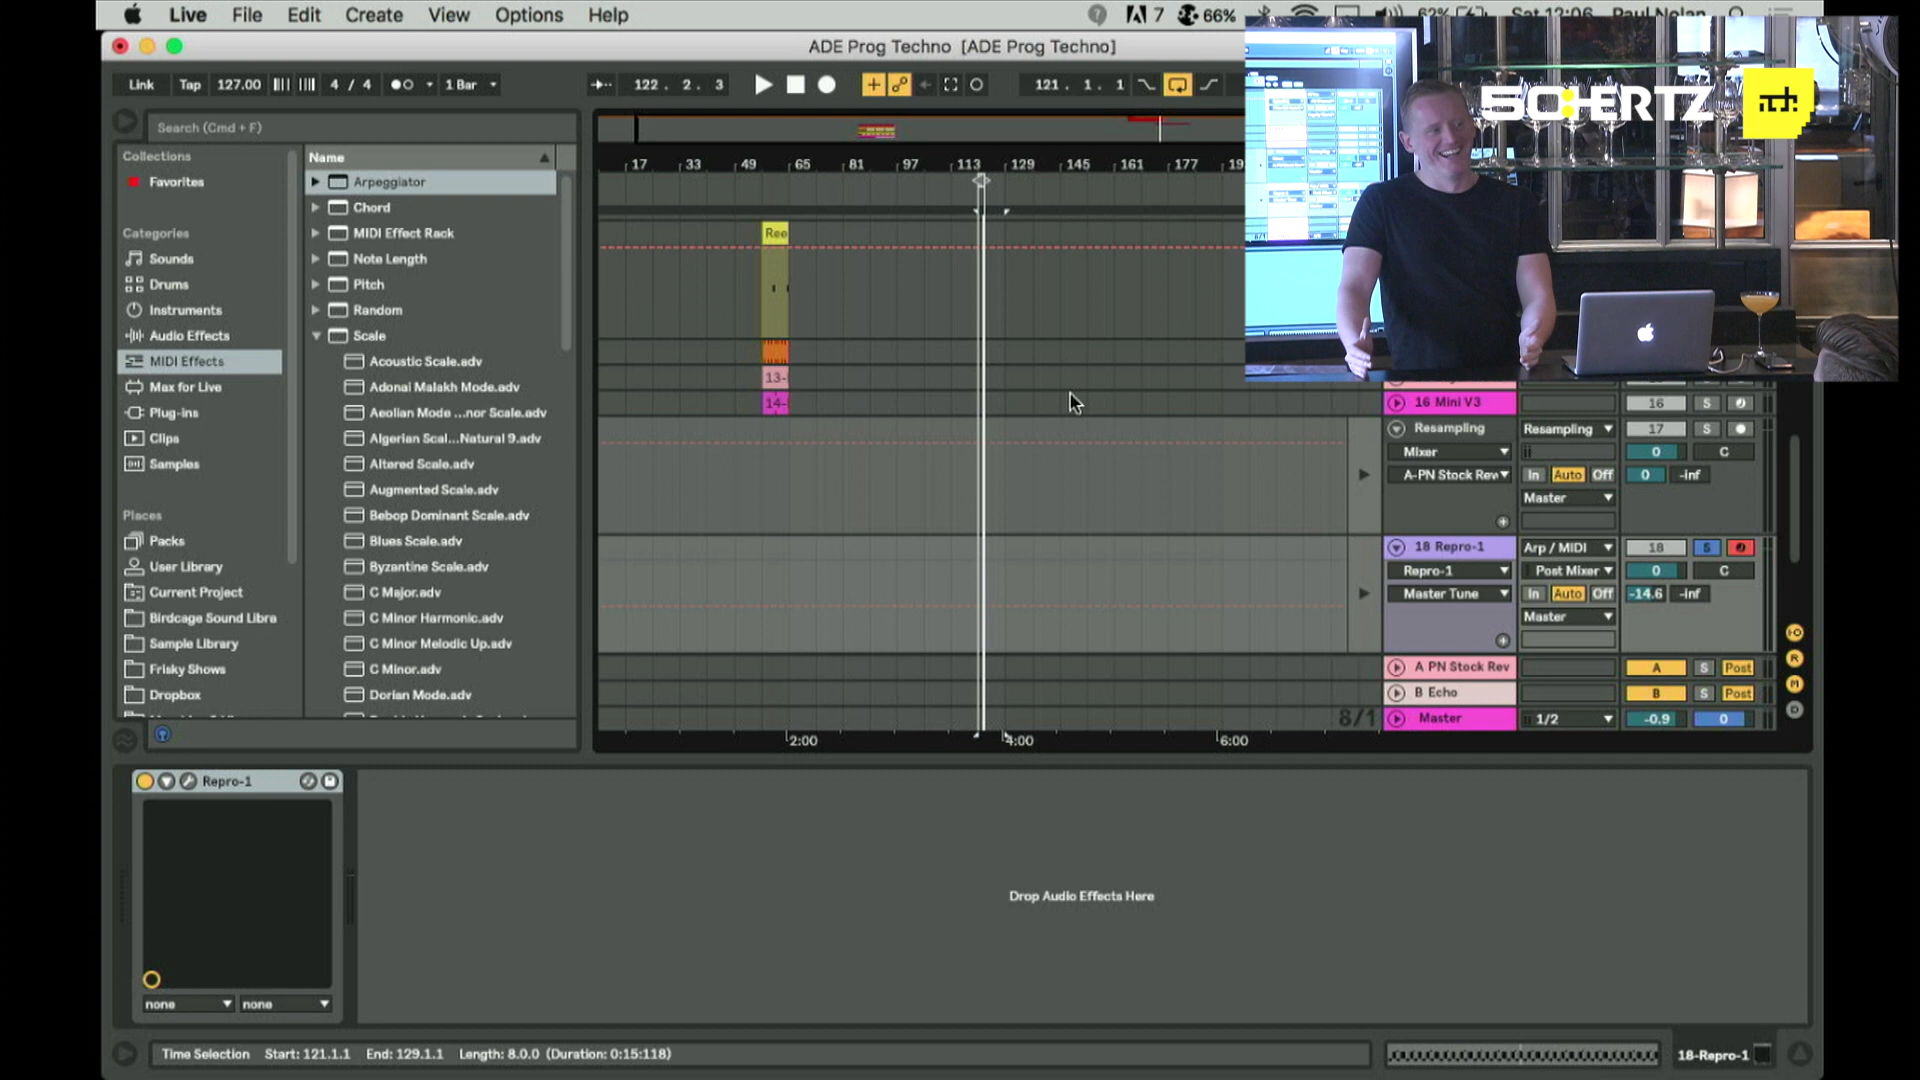 Live File Edit Create View Options Help
7 66% 62% Sat 12:06 Paul Nolan
ADE Prog Techno [ADE Prog Techno]
Link Tap 127.00 4 / 4 1 Bar 122 . 2 . 3 121 . 1 . 1
50:HERTZ
Search (Cmd + F)
Collections
Favorites
Categories
Sounds
Drums
Instruments
Audio Effects
MIDI Effects
Max for Live
Plug-ins
Clips
Samples
Places
Packs
User Library
Current Project
Birdcage Sound Libra
Sample Library
Frisky Shows
Dropbox
Name
Arpeggiator
Chord
MIDI Effect Rack
Note Length
Pitch
Random
Scale
Acoustic Scale.adv
Adonai Malakh Mode.adv
Aeolian Mode ...nor Scale.adv
Algerian Scal...Natural 9.adv
Altered Scale.adv
Augmented Scale.adv
Bebop Dominant Scale.adv
Blues Scale.adv
Byzantine Scale.adv
C Major.adv
C Minor Harmonic.adv
C Minor Melodic Up.adv
C Minor.adv
Dorian Mode.adv
17 33 49 65 81 97 113 129 145 161 177 19
Ree
13-
14-
16 Mini V3 16 S
Resampling Resampling 17 S
Mixer 0 C
A-PN Stock Rev In Auto Off 0 -inf
Master
18 Repro-1 Arp / MIDI 18 S
Repro-1 Post Mixer 0 C
Master Tune In Auto Off -14.6 -inf
Master
A PN Stock Rev A S Post
B Echo B S Post
8/1 Master 1/2 -0.9 0
IO
R
M
D
2:00 4:00 6:00
Repro-1
none none
Drop Audio Effects Here
Time Selection Start: 121.1.1 End: 129.1.1 Length: 8.0.0 (Duration: 0:15:118)
18-Repro-1